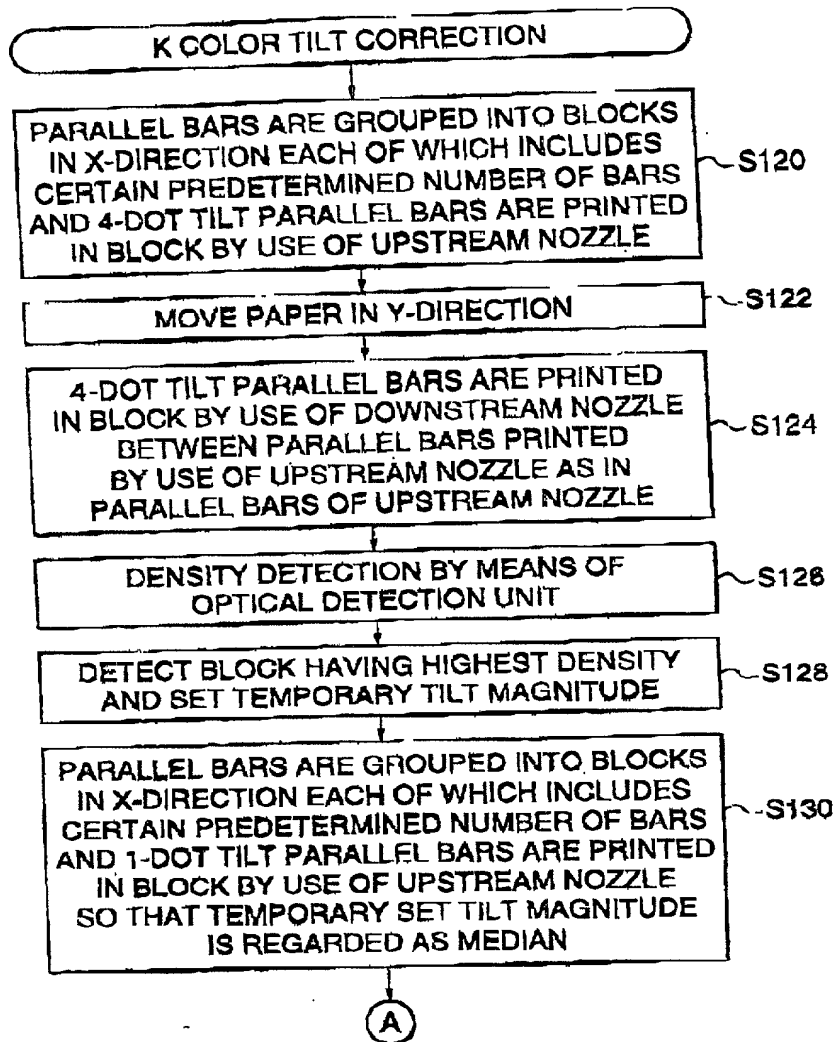 K COLOR TILT CORRECTION
PARALLEL BARS ARE GROUPED INTO BLOCKS
IN X-DIRECTION EACH OF WHICH INCLUDES
CERTAIN PREDETERMINED NUMBER OF BARS
AND 4-DOT TILT PARALLEL BARS ARE PRINTED
IN BLOCK BY USE OF UPSTREAM NOZZLE
S120
MOVE PAPER IN Y-DIRECTION
S122
4-DOT TILT PARALLEL BARS ARE PRINTED
IN BLOCK BY USE OF DOWNSTREAM NOZZLE
BETWEEN PARALLEL BARS PRINTED
BY USE OF UPSTREAM NOZZLE AS IN
PARALLEL BARS OF UPSTREAM NOZZLE
S124
DENSITY DETECTION BY MEANS OF
OPTICAL DETECTION UNIT
S126
DETECT BLOCK HAVING HIGHEST DENSITY
AND SET TEMPORARY TILT MAGNITUDE
S128
PARALLEL BARS ARE GROUPED INTO BLOCKS
IN X-DIRECTION EACH OF WHICH INCLUDES
CERTAIN PREDETERMINED NUMBER OF BARS
AND 1-DOT TILT PARALLEL BARS ARE PRINTED
IN BLOCK BY USE OF UPSTREAM NOZZLE
SO THAT TEMPORARY SET TILT MAGNITUDE
IS REGARDED AS MEDIAN
S130
A